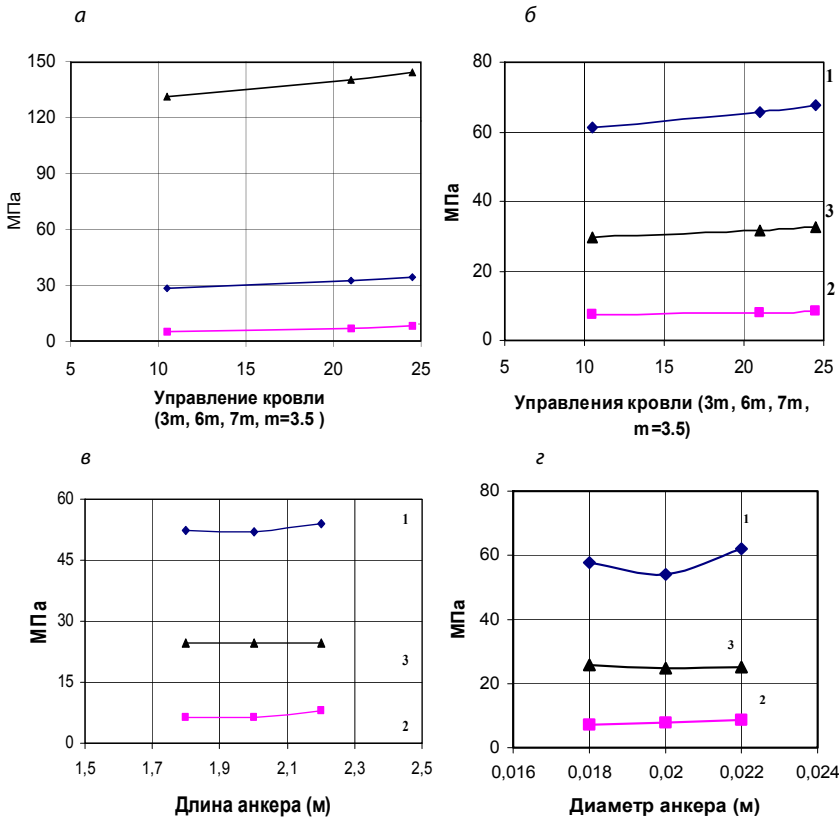 а
150
120
90
60
30
0
МПа
5 10 15 20 25
Управление кровли
(3m, 6m, 7m, m=3.5 )
б
80
60
40
20
0
МПа
1
3
2
5 10 15 20 25
Управления кровли (3m, 6m, 7m,
m=3.5)
в
60
45
30
15
0
МПа
1
3
2
1,5 1,7 1,9 2,1 2,3 2,5
Длина анкера (м)
г
80
60
40
20
0
МПа
1
3
2
0,016 0,018 0,02 0,022 0,024
Диаметр анкера (м)